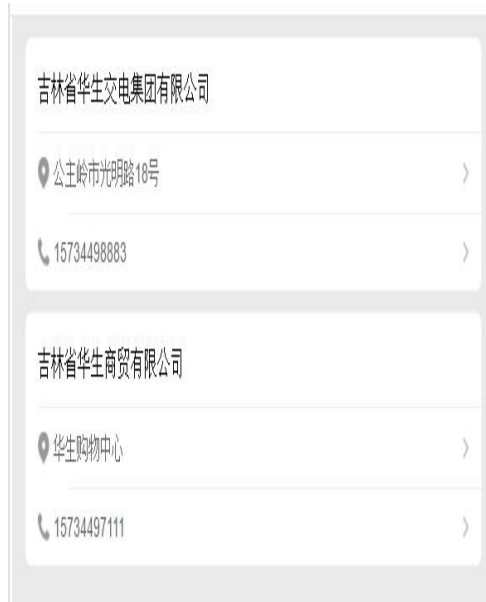 吉林省华生交电集团有限公司
公主岭市光明路18号
15734498883
吉林省华生商贸有限公司
华生购物中心
15734497111